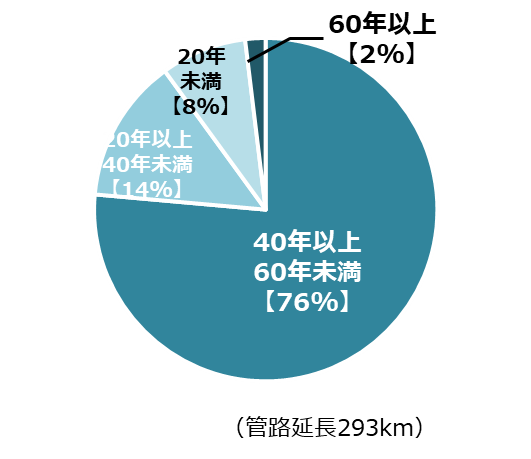 60年以上
【2%】
20年
未満
【8%】
20年以上
40年未満
【14%】
40年以上
60年未満
【76%】
（管路延長293km）